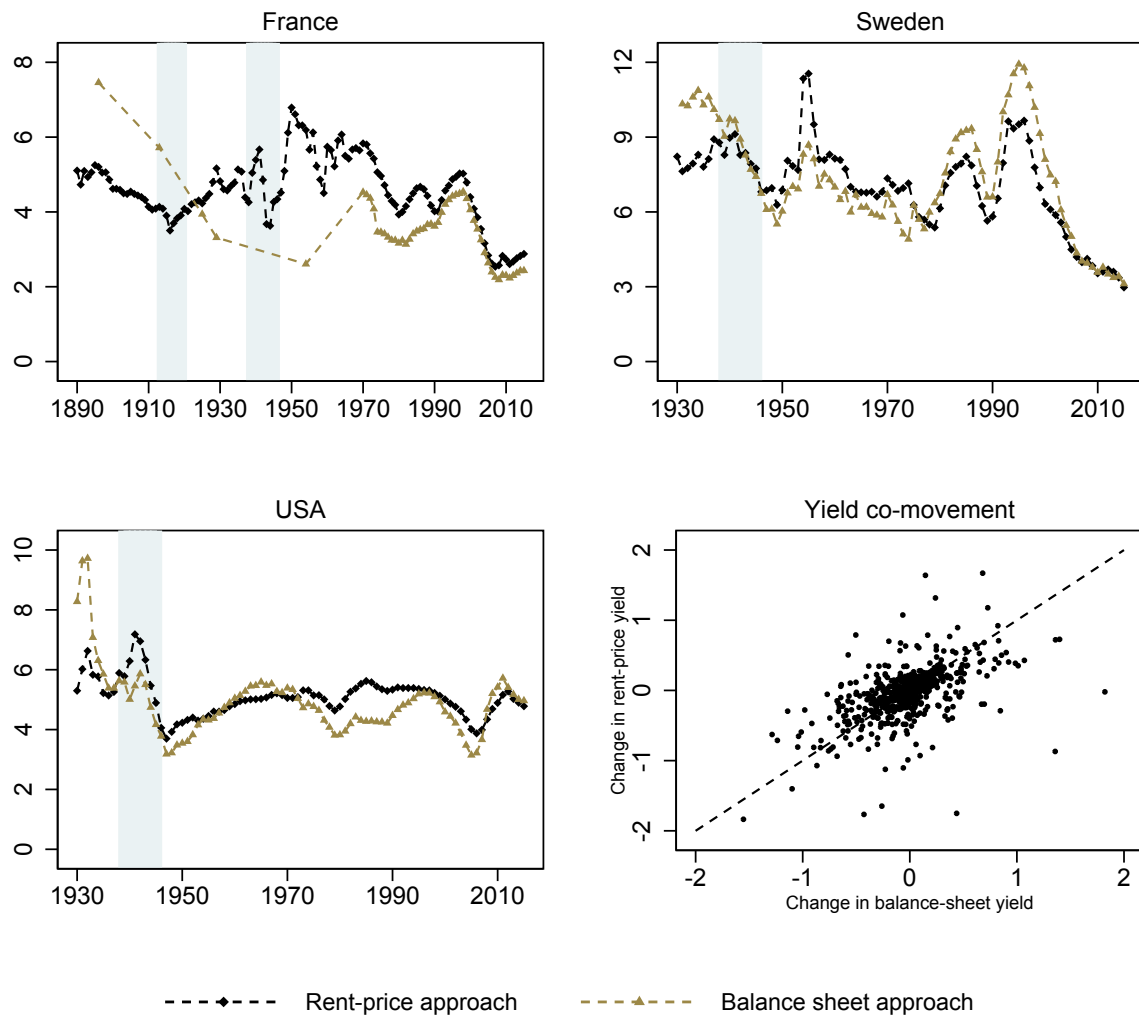 France
8
6
4
2
0
1890 1910 1930 1950 1970 1990 2010
Sweden
12
9
6
3
0
1930 1950 1970 1990 2010
USA
10
8
6
4
2
0
1930 1950 1970 1990 2010
Yield co-movement
Change in rent-price yield
2
1
0
-1
-2
-2 -1 0 1 2
Change in balance-sheet yield
Rent-price approach Balance sheet approach